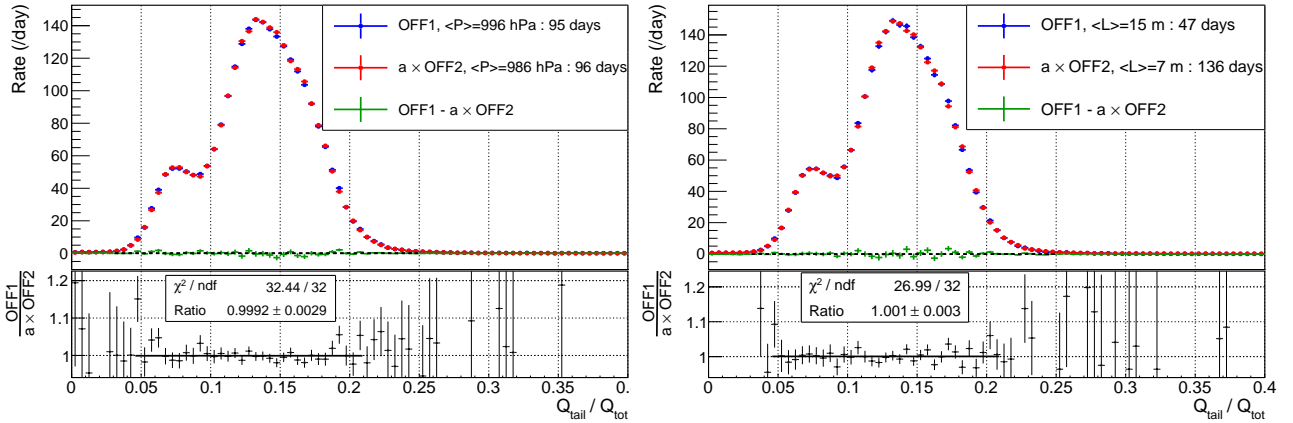 Rate (/day)
140
120
100
80
60
40
20
0
OFF1, <P>=996 hPa : 95 days
a × OFF2, <P>=986 hPa : 96 days
OFF1 - a × OFF2
OFF1
a × OFF2
1.2
1.1
1
χ² / ndf 32.44 / 32
Ratio 0.9992 ± 0.0029
0 0.05 0.1 0.15 0.2 0.25 0.3 0.35 0.
Q_tail / Q_tot
Rate (/day)
140
120
100
80
60
40
20
0
OFF1, <L>=15 m : 47 days
a × OFF2, <L>=7 m : 136 days
OFF1 - a × OFF2
OFF1
a × OFF2
1.2
1.1
1
χ² / ndf 26.99 / 32
Ratio 1.001 ± 0.003
0 0.05 0.1 0.15 0.2 0.25 0.3 0.35 0.4
Q_tail / Q_tot